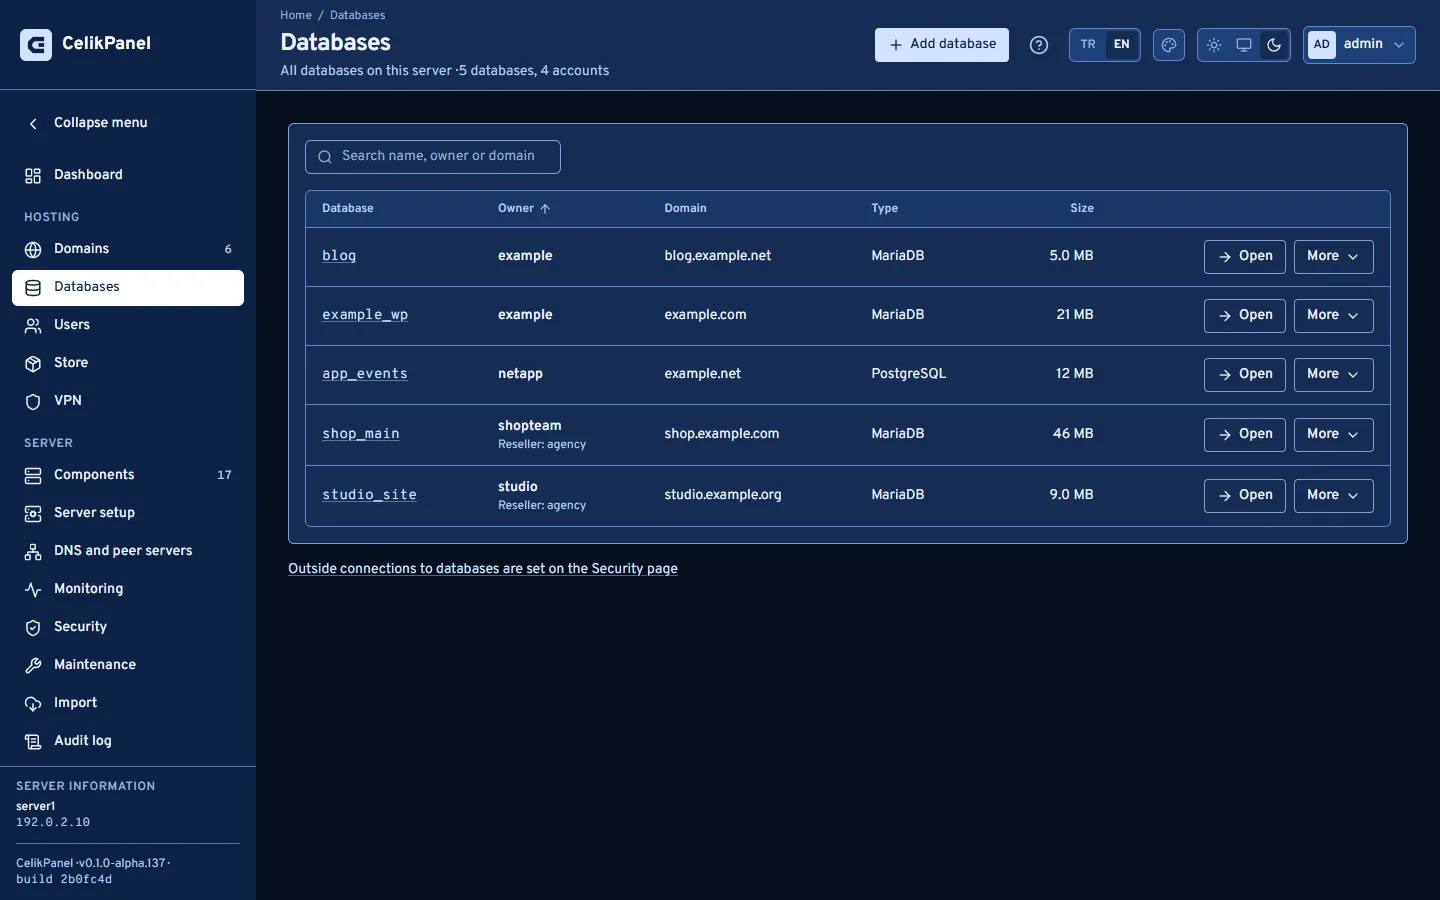 CelikPanel
Collapse menu
Dashboard
HOSTING
Domains 6
Databases
Users
Store
VPN
SERVER
Components 17
Server setup
DNS and peer servers
Monitoring
Security
Maintenance
Import
Audit log
SERVER INFORMATION
server1
192.0.2.10
CelikPanel ·v0.1.0-alpha.137·
build 2b0fc4d
Home / Databases
Databases
All databases on this server ·5 databases, 4 accounts
Add database
TR EN
AD admin
Search name, owner or domain
Database Owner Domain Type Size
blog example blog.example.net MariaDB 5.0 MB Open More
example_wp example example.com MariaDB 21 MB Open More
app_events netapp example.net PostgreSQL 12 MB Open More
shop_main shopteam shop.example.com MariaDB 46 MB Open More
Reseller: agency
studio_site studio studio.example.org MariaDB 9.0 MB Open More
Reseller: agency
Outside connections to databases are set on the Security page